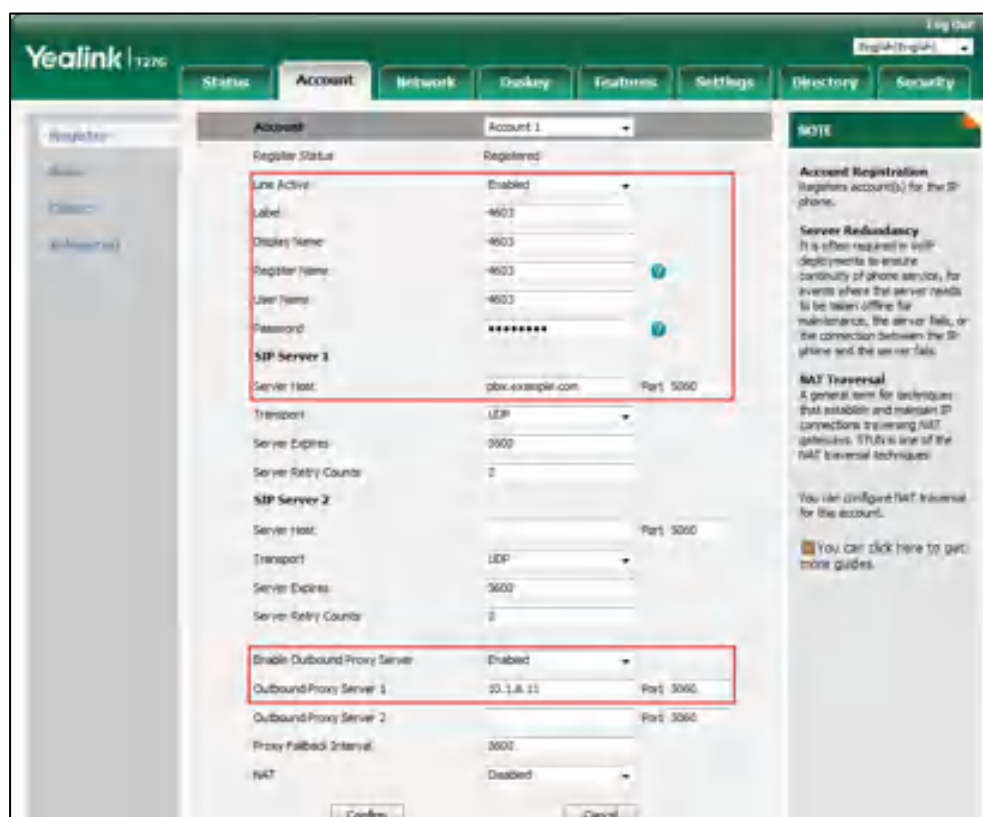 Log Out
Yealink T27G
English(English)
Status Account Network Dsskey Features Settings Directory Security
Register
Basic
Codec
Advanced
Account Account 1
Register Status Registered
Line Active Enabled
Label 4603
Display Name 4603
Register Name 4603
User Name 4603
Password ••••••••
SIP Server 1
Server Host pbx.example.com Port 5060
Transport UDP
Server Expires 3600
Server Retry Counts 3
SIP Server 2
Server Host Port 5060
Transport UDP
Server Expires 3600
Server Retry Counts 3
Enable Outbound Proxy Server Enabled
Outbound Proxy Server 1 10.1.8.11 Port 5060
Outbound Proxy Server 2 Port 5060
Proxy Fallback Interval 3600
NAT Disabled
Confirm Cancel
NOTE
Account Registration
Registers account(s) for the IP
phone.
Server Redundancy
It is often required in VoIP
deployments to ensure
continuity of phone service, for
events where the server needs
to be taken offline for
maintenance, the server fails, or
the connection between the IP
phone and the server fails.
NAT Traversal
A general term for techniques
that establish and maintain IP
connections traversing NAT
gateways. STUN is one of the
NAT traversal techniques.
You can configure NAT traversal
for this account.
You can click here to get
more guides.